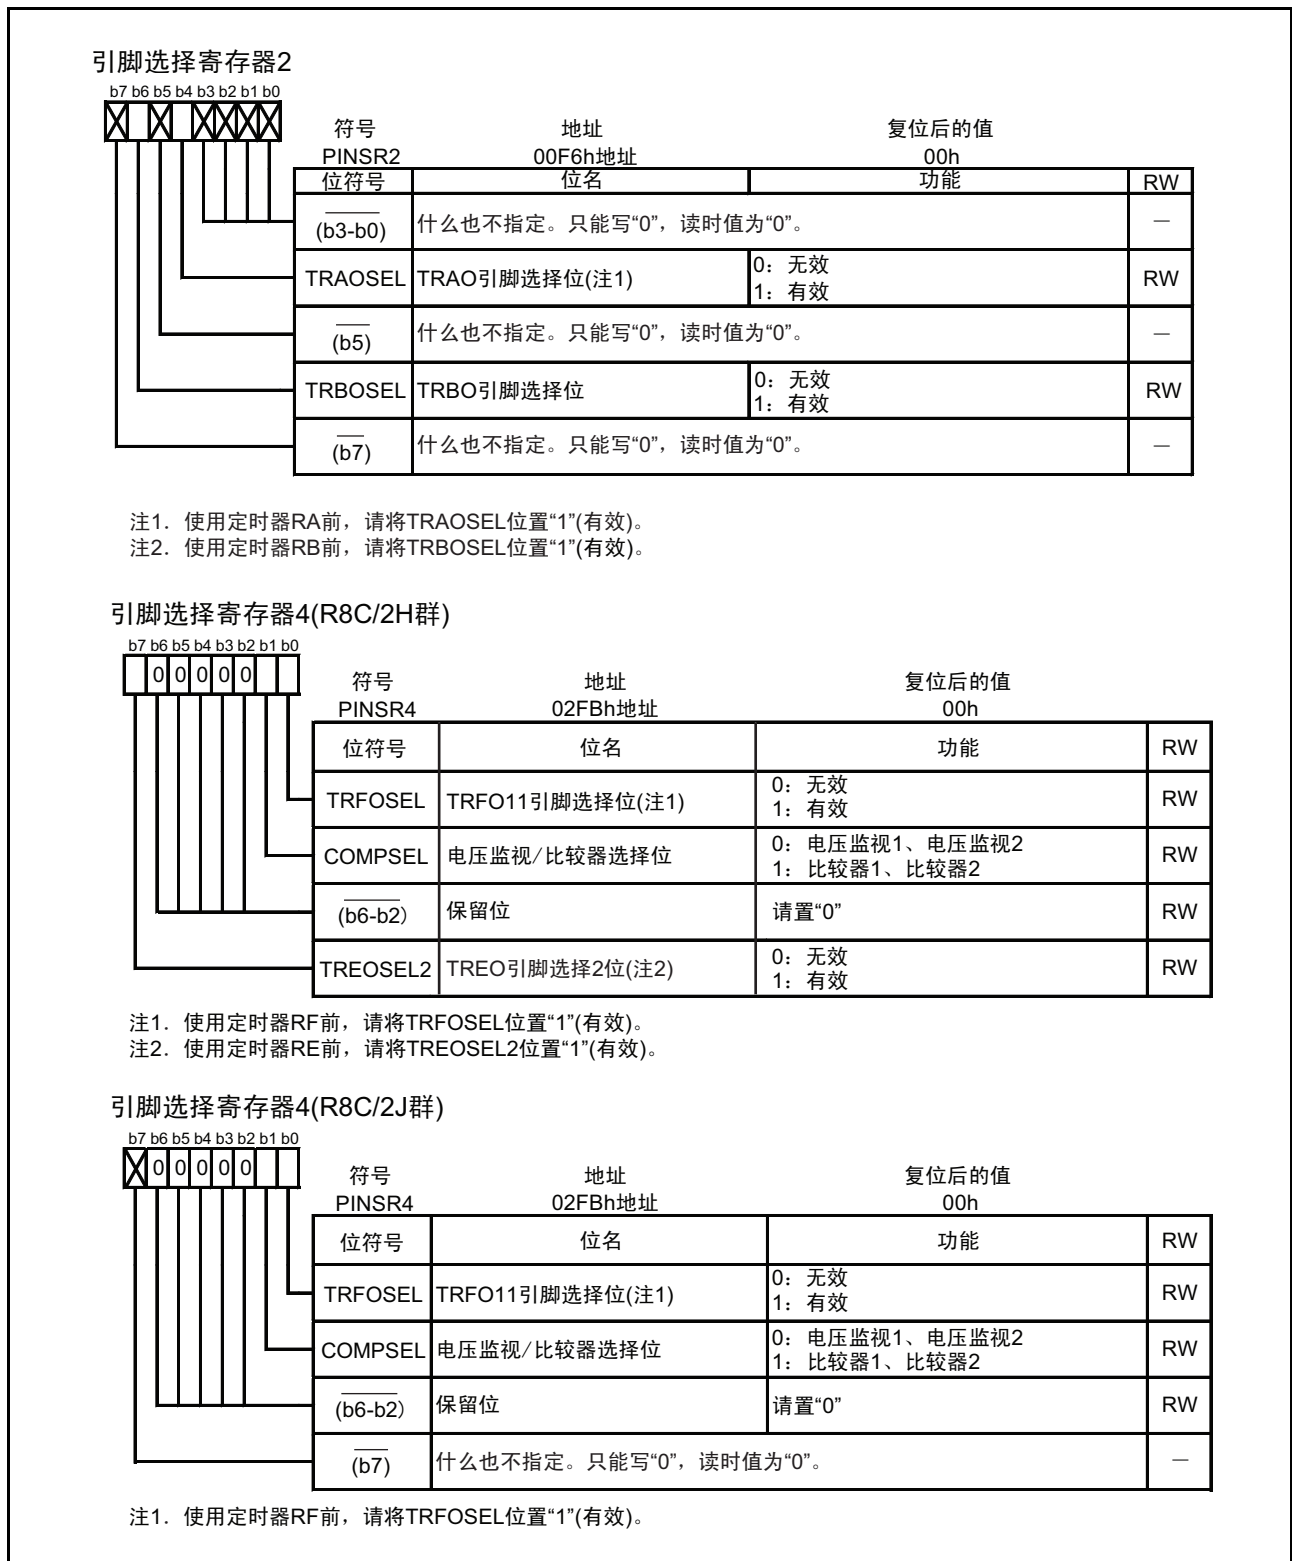 引脚选择寄存器2
b7 b6 b5 b4 b3 b2 b1 b0
符号 地址 复位后的值
PINSR2 00F6h地址 00h
位符号 位名 功能 RW
(b3-b0) 什么也不指定。只能写“0”，读时值为“0”。 —
TRAOSEL TRAO引脚选择位(注1) 0：无效 RW
1：有效
(b5) 什么也不指定。只能写“0”，读时值为“0”。 —
TRBOSEL TRBO引脚选择位 0：无效 RW
1：有效
(b7) 什么也不指定。只能写“0”，读时值为“0”。 —
注1. 使用定时器RA前，请将TRAOSEL位置“1”(有效)。
注2. 使用定时器RB前，请将TRBOSEL位置“1”(有效)。
引脚选择寄存器4(R8C/2H群)
b7 b6 b5 b4 b3 b2 b1 b0
0 0 0 0 0
符号 地址 复位后的值
PINSR4 02FBh地址 00h
位符号 位名 功能 RW
TRFOSEL TRFO11引脚选择位(注1) 0：无效 RW
1：有效
COMPSEL 电压监视/比较器选择位 0：电压监视1、电压监视2 RW
1：比较器1、比较器2
(b6-b2) 保留位 请置“0” RW
TREOSEL2 TREO引脚选择2位(注2) 0：无效 RW
1：有效
注1. 使用定时器RF前，请将TRFOSEL位置“1”(有效)。
注2. 使用定时器RE前，请将TREOSEL2位置“1”(有效)。
引脚选择寄存器4(R8C/2J群)
b7 b6 b5 b4 b3 b2 b1 b0
0 0 0 0 0
符号 地址 复位后的值
PINSR4 02FBh地址 00h
位符号 位名 功能 RW
TRFOSEL TRFO11引脚选择位(注1) 0：无效 RW
1：有效
COMPSEL 电压监视/比较器选择位 0：电压监视1、电压监视2 RW
1：比较器1、比较器2
(b6-b2) 保留位 请置“0” RW
(b7) 什么也不指定。只能写“0”，读时值为“0”。 —
注1. 使用定时器RF前，请将TRFOSEL位置“1”(有效)。